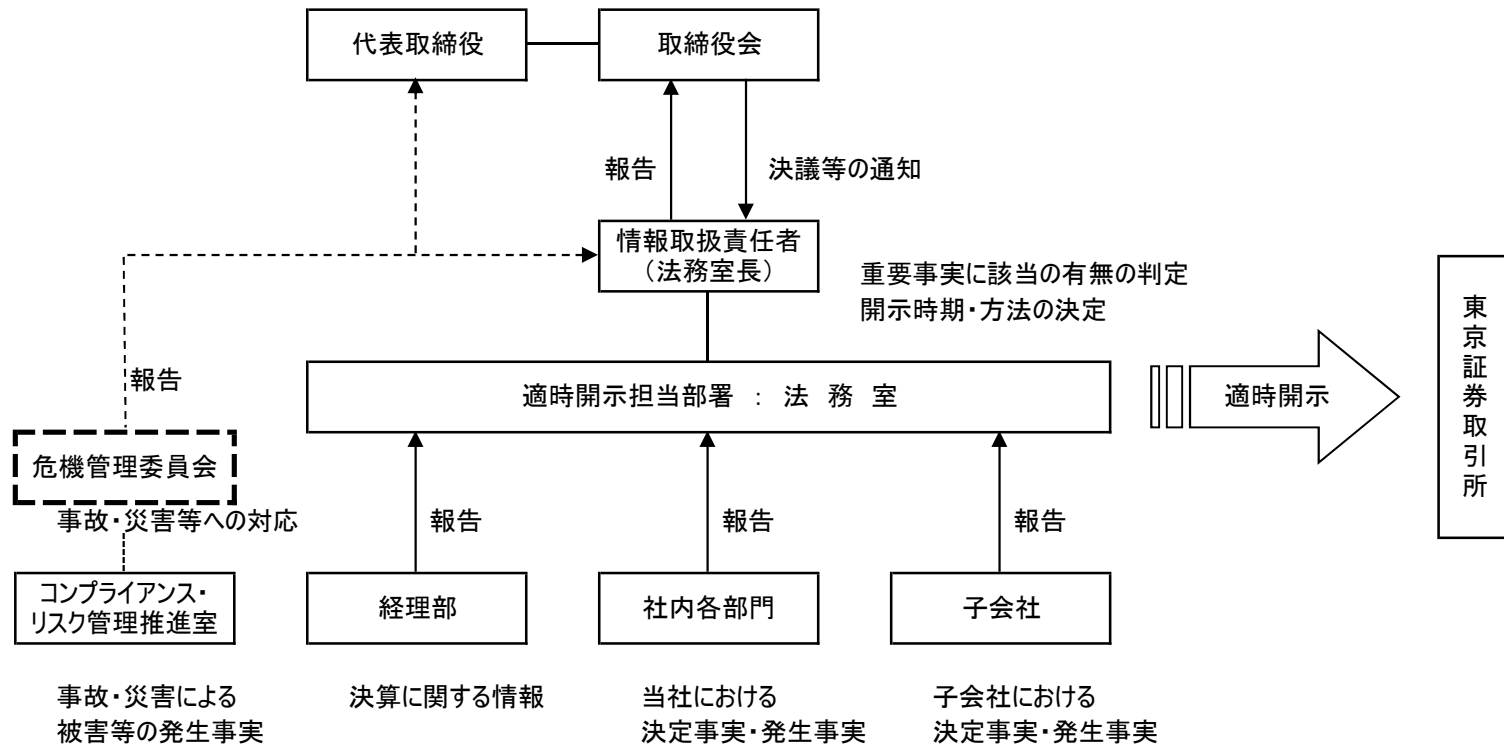 代表取締役
取締役会
報告
決議等の通知
情報取扱責任者
（法務室長）
重要事実に該当の有無の判定
開示時期・方法の決定
報告
適時開示担当部署 ： 法 務 室
適時開示
東京証券取引所
危機管理委員会
事故・災害等への対応
報告
報告
報告
コンプライアンス・
リスク管理推進室
経理部
社内各部門
子会社
事故・災害による
被害等の発生事実
決算に関する情報
当社における
決定事実・発生事実
子会社における
決定事実・発生事実